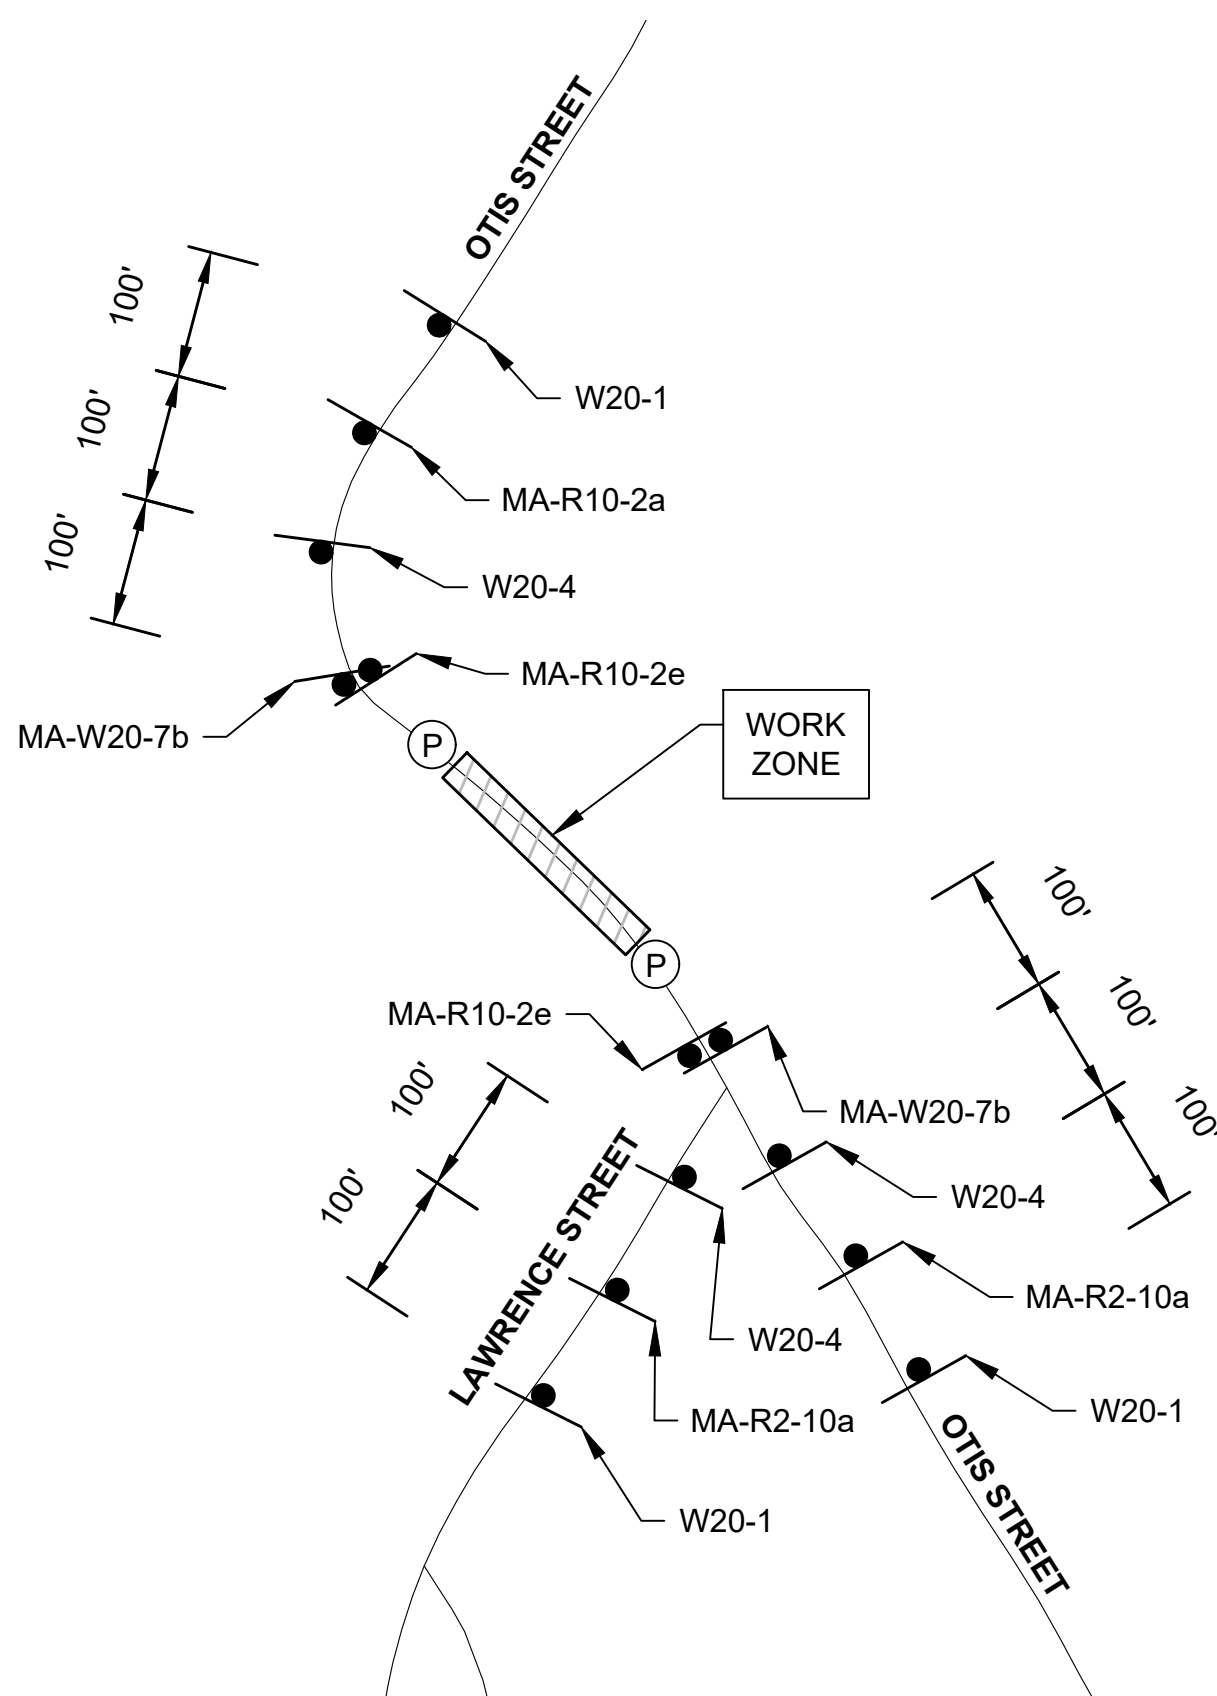 OTIS STREET
100'
W20-1
100'
MA-R10-2a
100'
W20-4
MA-R10-2e
MA-W20-7b
P
WORK
ZONE
100'
P
100'
MA-R10-2e
100'
100'
MA-W20-7b
100'
LAWRENCE STREET
W20-4
100'
MA-R2-10a
W20-4
MA-R2-10a
W20-1
OTIS STREET
W20-1